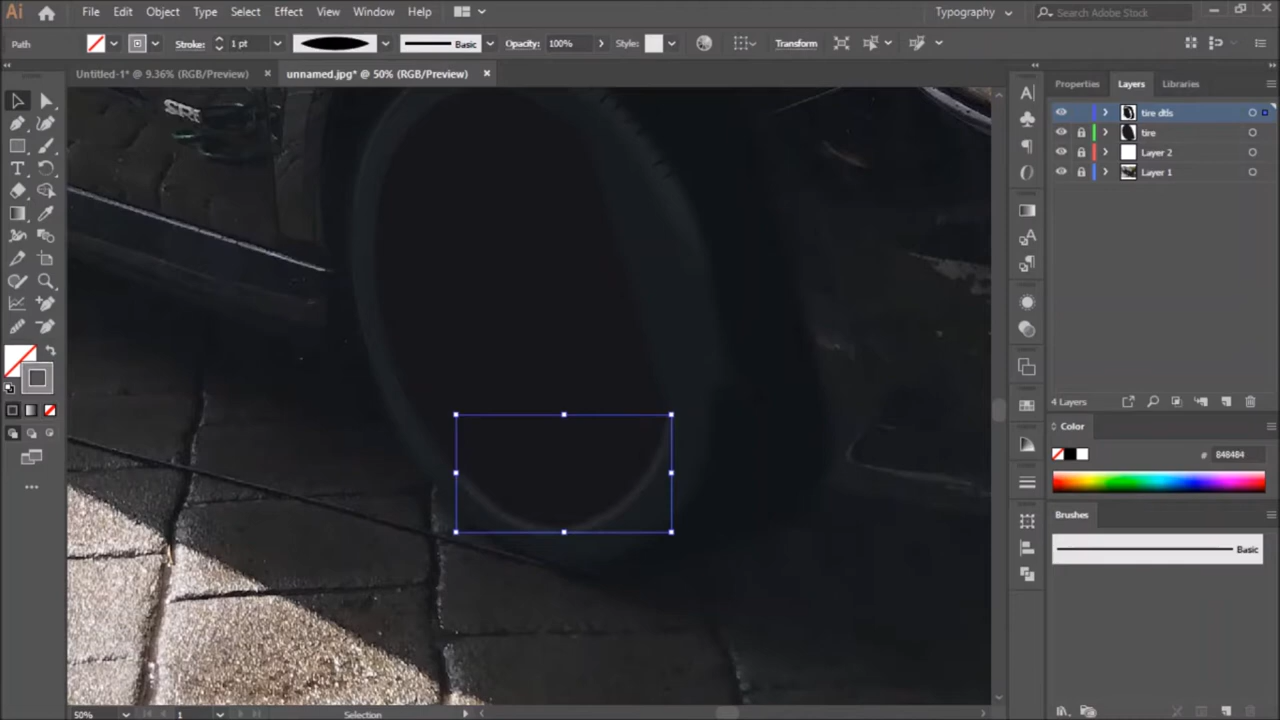 Ai File Edit Object Type Select Effect View Window Help Typography Search Adobe Stock
Path Stroke: 1 pt Basic Opacity: 100% Style: Transform
Untitled-1* @ 9.36% (RGB/Preview) × unnamed.jpg* @ 50% (RGB/Preview) ×
Properties Layers Libraries
SRT
tire dtls
tire
Layer 2
Layer 1
4 Layers
Color
# 848484
Brushes
Basic
50% 1 Selection